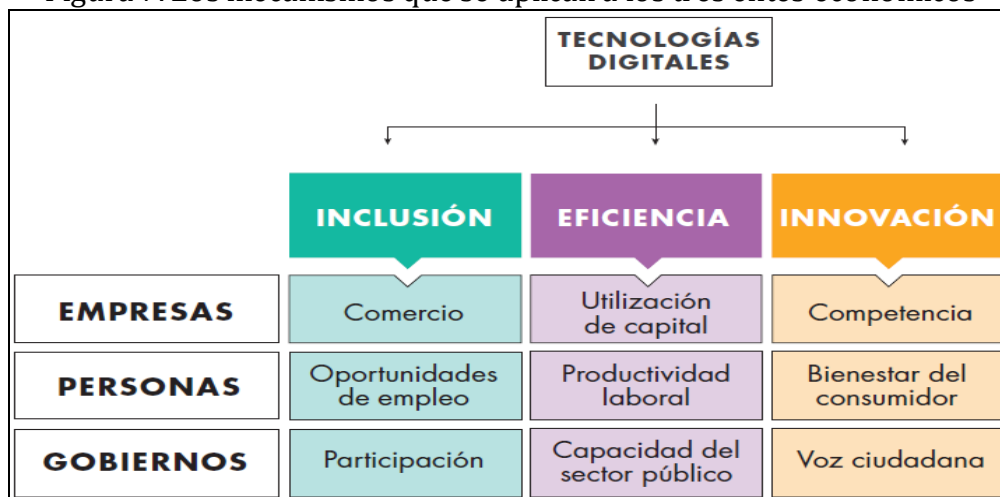 TECNOLOGÍAS
DIGITALES
INCLUSIÓN
EFICIENCIA
INNOVACIÓN
EMPRESAS
Comercio
Utilización
de capital
Competencia
PERSONAS
Oportunidades
de empleo
Productividad
laboral
Bienestar del
consumidor
GOBIERNOS
Participación
Capacidad del
sector público
Voz ciudadana